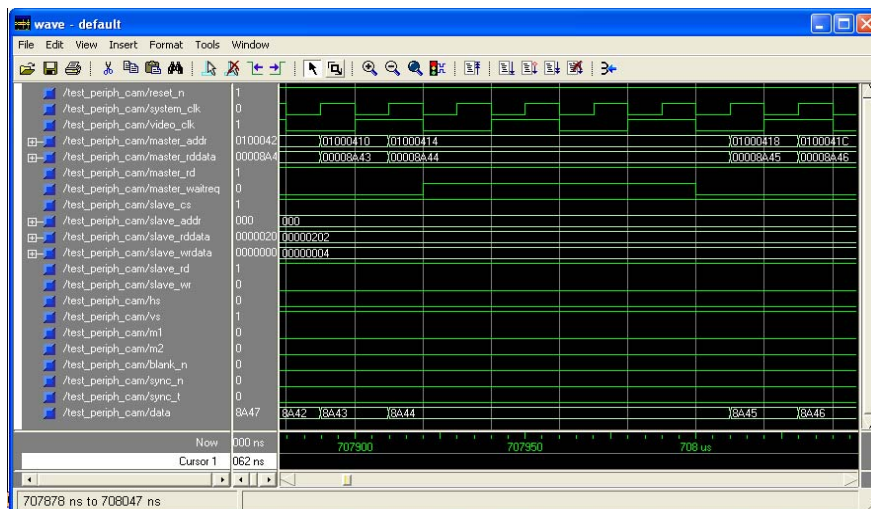 wave - default
File Edit View Insert Format Tools Window
/test_periph_cam/reset_n 1
/test_periph_cam/system_clk 0
/test_periph_cam/video_clk 1
/test_periph_cam/master_addr 0100042 01000410 01000414 01000418 0100041C
/test_periph_cam/master_rddata 00008A4 00008A43 00008A44 00008A45 00008A46
/test_periph_cam/master_rd 1
/test_periph_cam/master_waitreq 0
/test_periph_cam/slave_cs 1
/test_periph_cam/slave_addr 000 000
/test_periph_cam/slave_rddata 0000020 00000202
/test_periph_cam/slave_wrdata 0000000 00000004
/test_periph_cam/slave_rd 1
/test_periph_cam/slave_wr 0
/test_periph_cam/hs 0
/test_periph_cam/vs 1
/test_periph_cam/m1 0
/test_periph_cam/m2 0
/test_periph_cam/blank_n 0
/test_periph_cam/sync_n 0
/test_periph_cam/sync_t 0
/test_periph_cam/data 8A47 8A42 8A43 8A44 8A45 8A46
Now 000 ns 707900 707950 708 us
Cursor 1 062 ns
707878 ns to 708047 ns